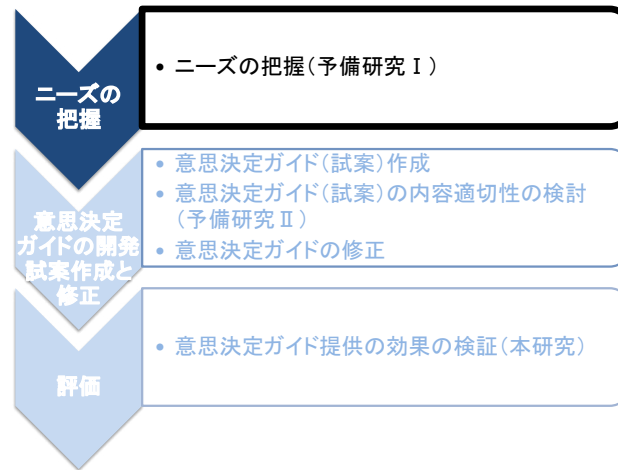 ニーズの
把握
• ニーズの把握(予備研究Ⅰ)
意思決定
ガイドの開発
試案作成と
修正
• 意思決定ガイド(試案)作成
• 意思決定ガイド(試案)の内容適切性の検討
(予備研究Ⅱ)
• 意思決定ガイドの修正
評価
• 意思決定ガイド提供の効果の検証(本研究)